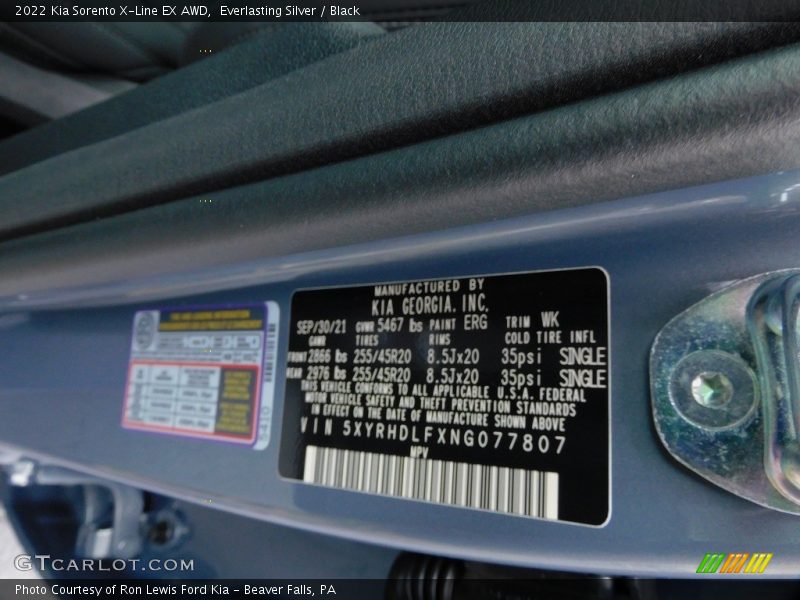 2022 Kia Sorento X-Line EX AWD, Everlasting Silver / Black
MANUFACTURED BY
KIA GEORGIA, INC.
SEP/30/21 GVWR 5467 lbs PAINT ERG TRIM WK
GAWR TIRES RIMS COLD TIRE INFL
FRONT 2866 lbs 255/45R20 8.5Jx20 35psi SINGLE
REAR 2976 lbs 255/45R20 8.5Jx20 35psi SINGLE
THIS VEHICLE CONFORMS TO ALL APPLICABLE U.S.A. FEDERAL
MOTOR VEHICLE SAFETY AND THEFT PREVENTION STANDARDS
IN EFFECT ON THE DATE OF MANUFACTURE SHOWN ABOVE
VIN 5XYRHDLFXNG077807
MPV
GTCARLOT.COM
Photo Courtesy of Ron Lewis Ford Kia - Beaver Falls, PA